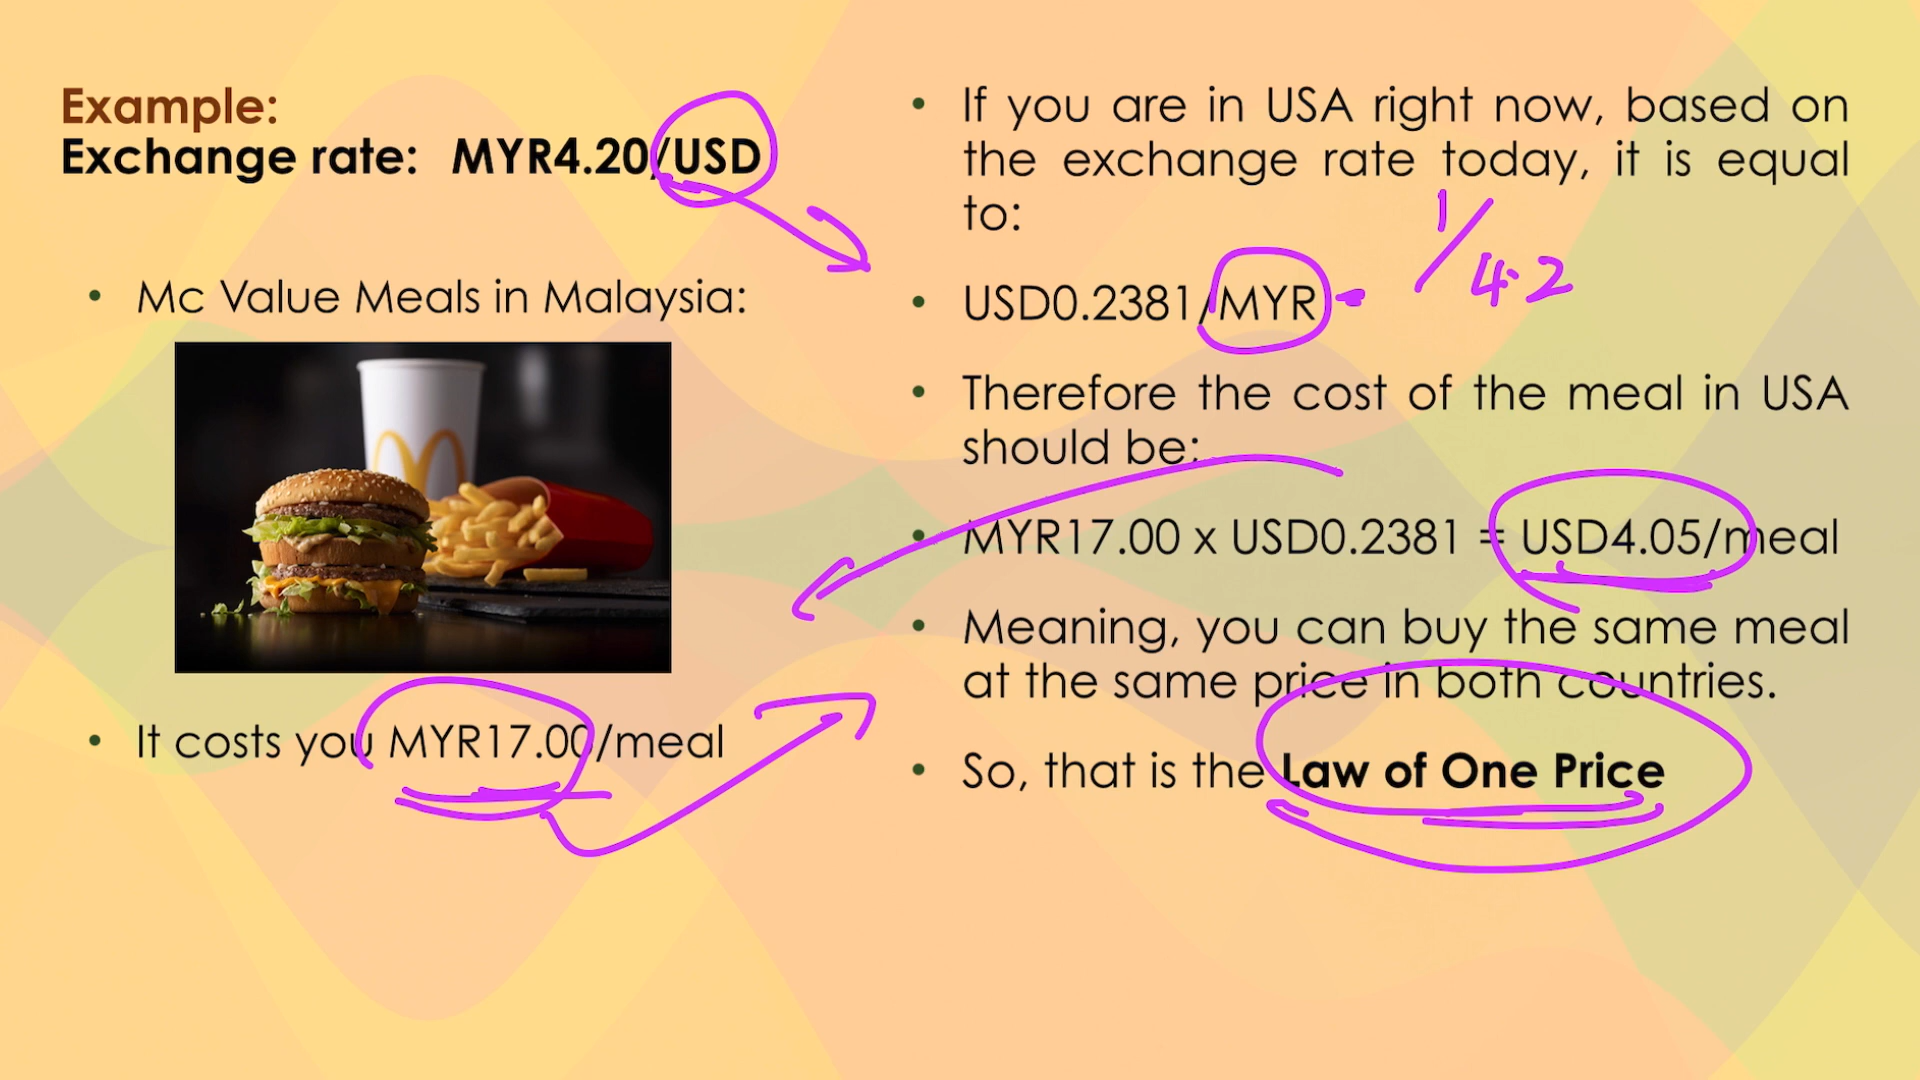 Example:
Exchange rate: MYR4.20/USD
• Mc Value Meals in Malaysia:
• It costs you MYR17.00/meal
• If you are in USA right now, based on
the exchange rate today, it is equal
to:
1/4.2
• USD0.2381/MYR
• Therefore the cost of the meal in USA
should be:
• MYR17.00 x USD0.2381 = USD4.05/meal
• Meaning, you can buy the same meal
at the same price in both countries.
• So, that is the Law of One Price